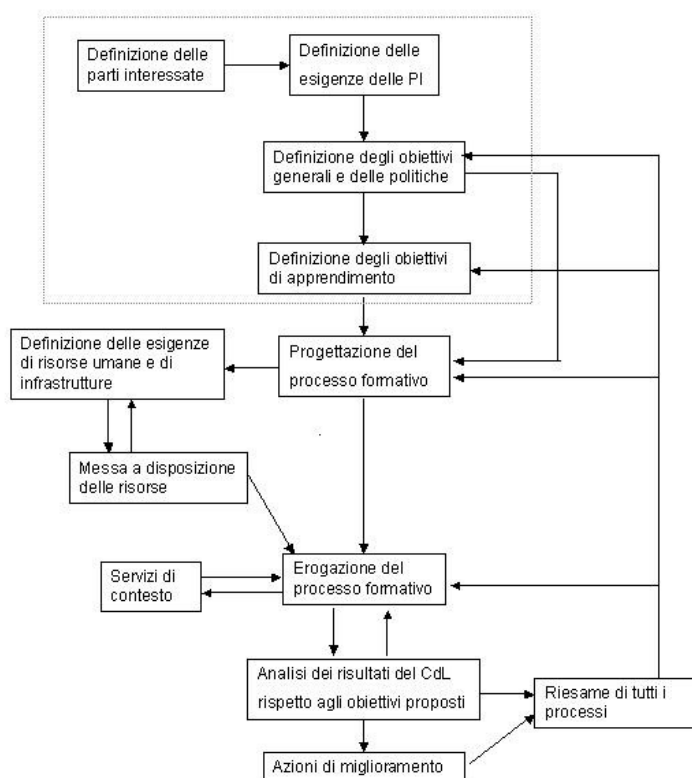 Definizione delle
parti interessate
Definizione delle
esigenze delle PI
Definizione degli obiettivi
generali e delle politiche
Definizione degli obiettivi
di apprendimento
Definizione delle esigenze
di risorse umane e di
infrastrutture
Progettazione del
processo formativo
Messa a disposizione
delle risorse
Servizi di
contesto
Erogazione del
processo formativo
Analisi dei risultati del CdL
rispetto agli obiettivi proposti
Riesame di tutti i
processi
Azioni di miglioramento